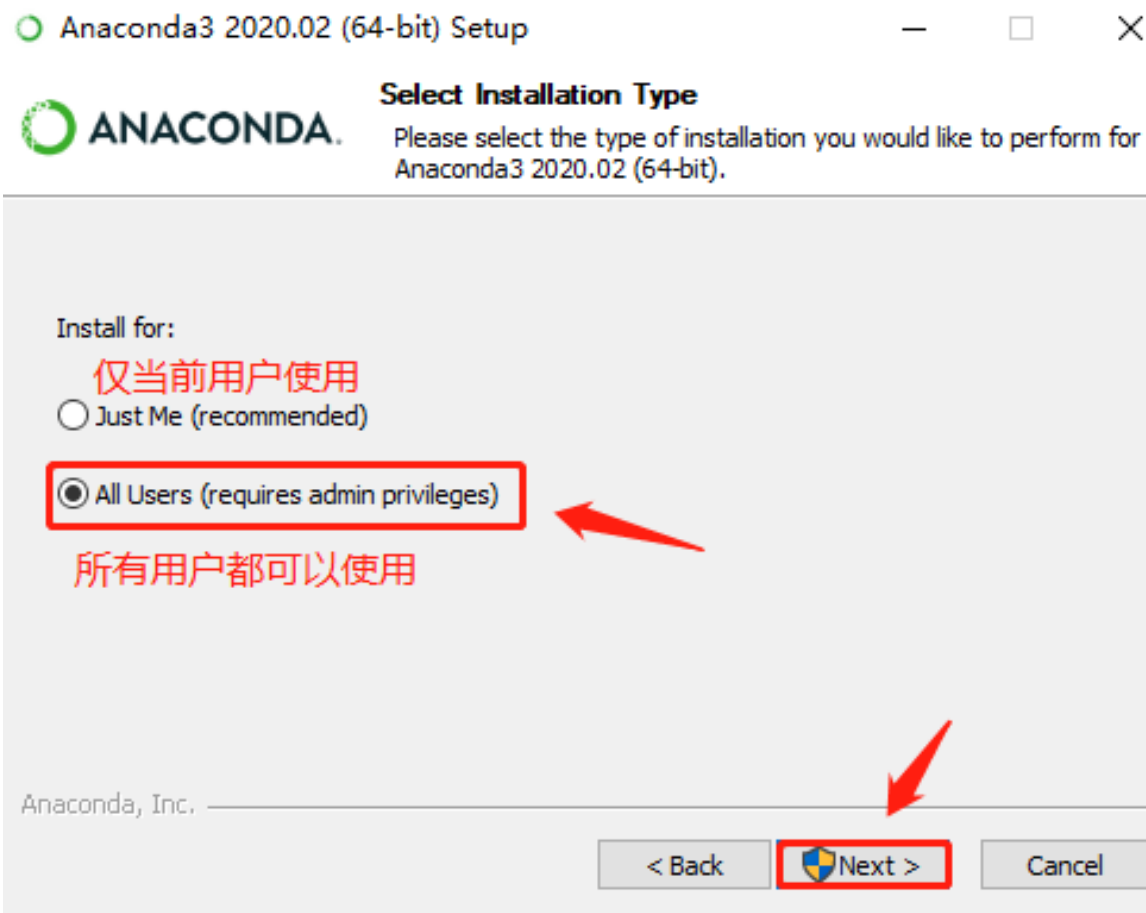 Anaconda3 2020.02 (64-bit) Setup
ANACONDA.
Select Installation Type
Please select the type of installation you would like to perform for
Anaconda3 2020.02 (64-bit).
Install for:
仅当前用户使用
Just Me (recommended)
All Users (requires admin privileges)
所有用户都可以使用
Anaconda, Inc.
< Back
Next >
Cancel